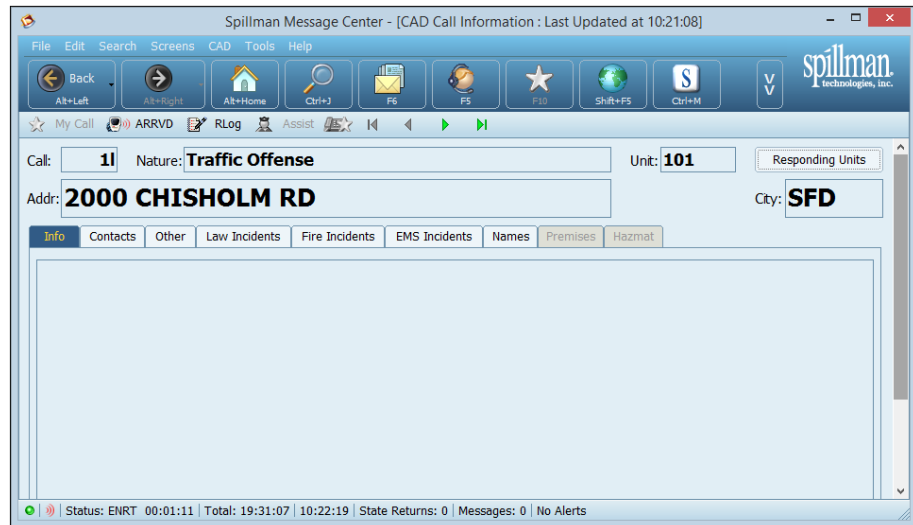 Spillman Message Center - [CAD Call Information : Last Updated at 10:21:08]
File Edit Search Screens CAD Tools Help
Back
Alt+Left Alt+Right Alt+Home Ctrl+J F6 F5 F10 Shift+F5 S Ctrl+M V V
spillman
technologies, inc.
My Call ARRVD RLog Assist
Call: 1l Nature: Traffic Offense Unit: 101 Responding Units
Addr: 2000 CHISHOLM RD City: SFD
Info Contacts Other Law Incidents Fire Incidents EMS Incidents Names Premises Hazmat
Status: ENRT 00:01:11 Total: 19:31:07 10:22:19 State Returns: 0 Messages: 0 No Alerts